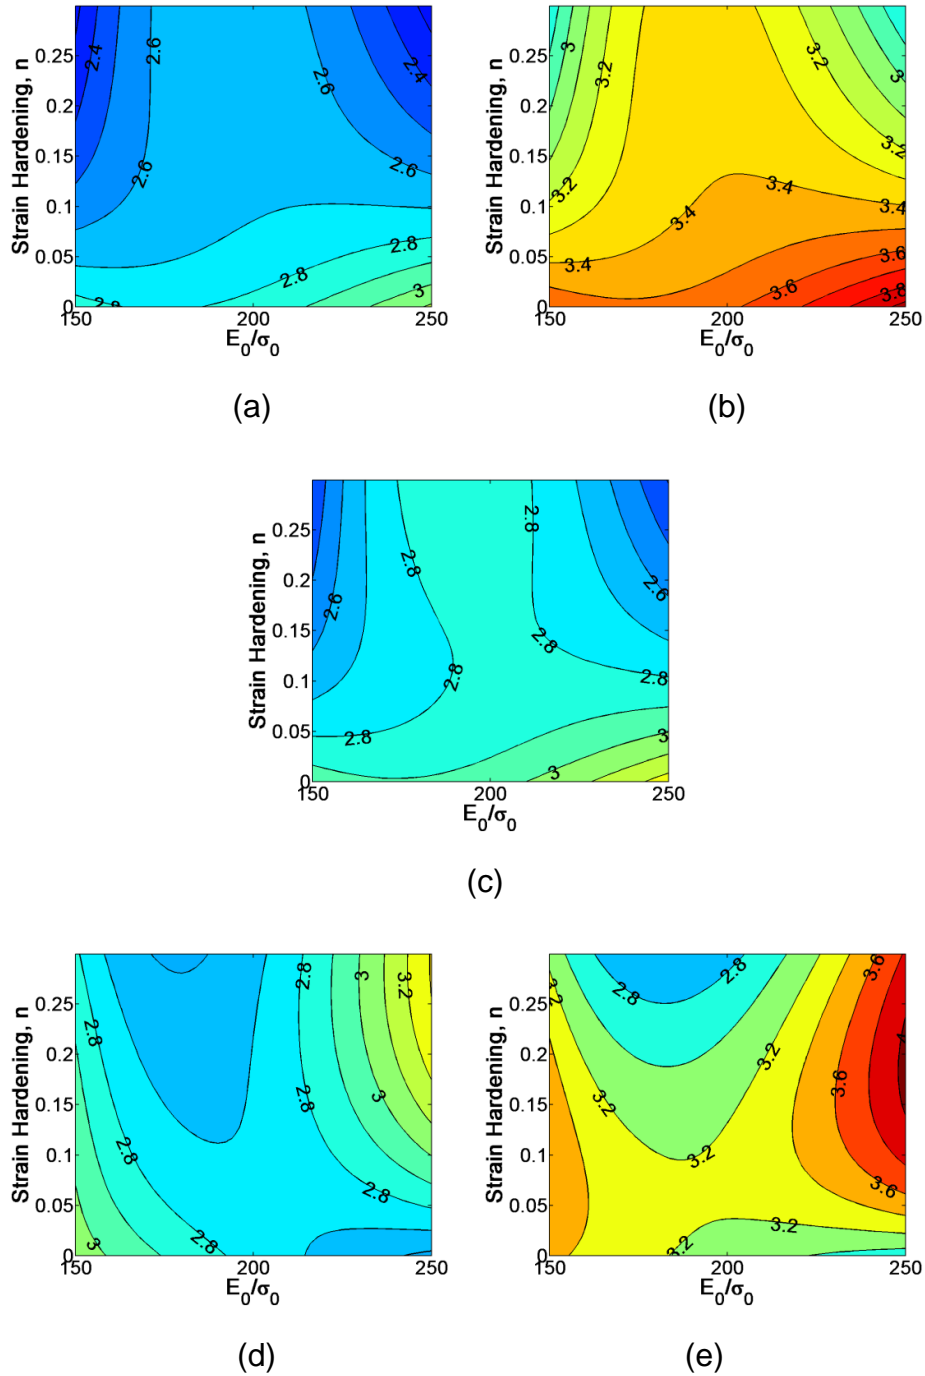 2.4 2.6 2.6 2.4
0.25
0.2
0.15
0.1
0.05
0
Strain Hardening, n
2.6 2.6
2.8
2.8
2.8 3
150 200 250
E0/σ0
(a)
3 3.2 3.2 3
0.25
0.2
0.15
0.1
0.05
0
Strain Hardening, n
3.2 3.2
3.4 3.4
3.4
3.4 3.6
3.6 3.8
150 200 250
E0/σ0
(b)
2.8
0.25
0.2
0.15
0.1
0.05
0
Strain Hardening, n
2.8 2.6
2.6 2.8
2.8 2.8
2.8 3
3
150 200 250
E0/σ0
(c)
2.8 3 3.2
0.25
0.2
0.15
0.1
0.05
0
Strain Hardening, n
2.8
2.8 3
2.8 2.8
3 2.8
150 200 250
E0/σ0
(d)
3.2 2.8 2.8 3.6
0.25
0.2
0.15
0.1
0.05
0
Strain Hardening, n
3.2 3.2 3.6
3.2 3.6
3.2 3.2
150 200 250
E0/σ0
(e)